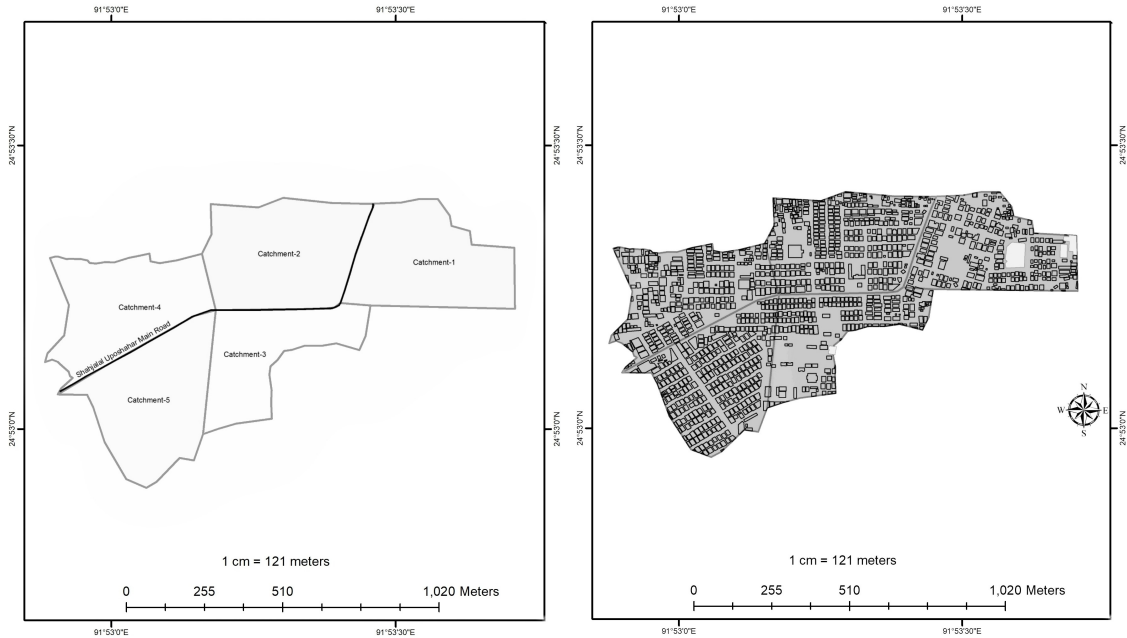 91°53'0"E 91°53'30"E
91°53'0"E 91°53'30"E
24°53'30"N
24°53'30"N
24°53'30"N
24°53'30"N
Catchment-2
Catchment-1
Catchment-4
Shahjalal Uposhahar Main Road
Catchment-3
Catchment-5
24°53'0"N
24°53'0"N
24°53'0"N
24°53'0"N
N
W E
S
1 cm = 121 meters
0 255 510 1,020 Meters
1 cm = 121 meters
0 255 510 1,020 Meters
91°53'0"E 91°53'30"E
91°53'0"E 91°53'30"E